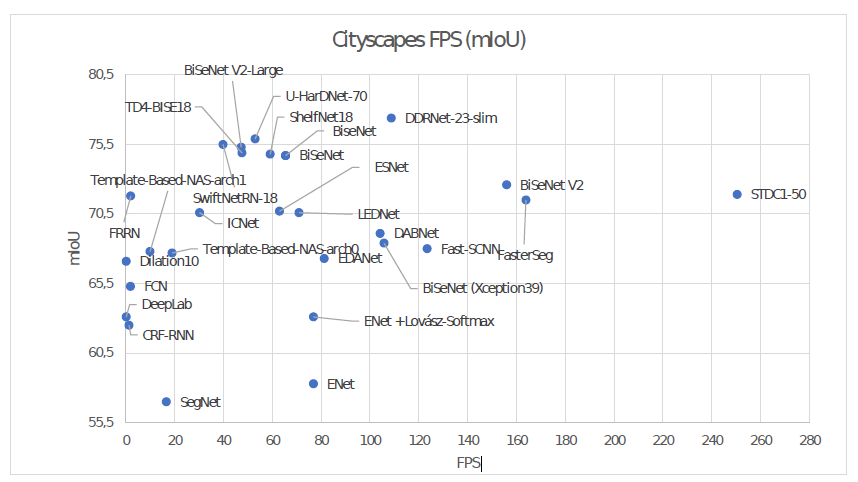 Cityscapes FPS (mIoU)
80,5
75,5
70,5
65,5
60,5
55,5
mIoU
BiSeNet V2-Large
U-HarDNet-70
TD4-BISE18
ShelfNet18
DDRNet-23-slim
BiseNet
BiSeNet
ESNet
Template-Based-NAS-arch1
BiSeNet V2
STDC1-50
SwiftNetRN-18
LEDNet
ICNet
FRRN
DABNet
Template-Based-NAS-arch0
Fast-SCNN
FasterSeg
EDANet
Dilation10
FCN
BiSeNet (Xception39)
DeepLab
ENet + Lovász-Softmax
CRF-RNN
ENet
SegNet
0 20 40 60 80 100 120 140 160 180 200 220 240 260 280
FPS